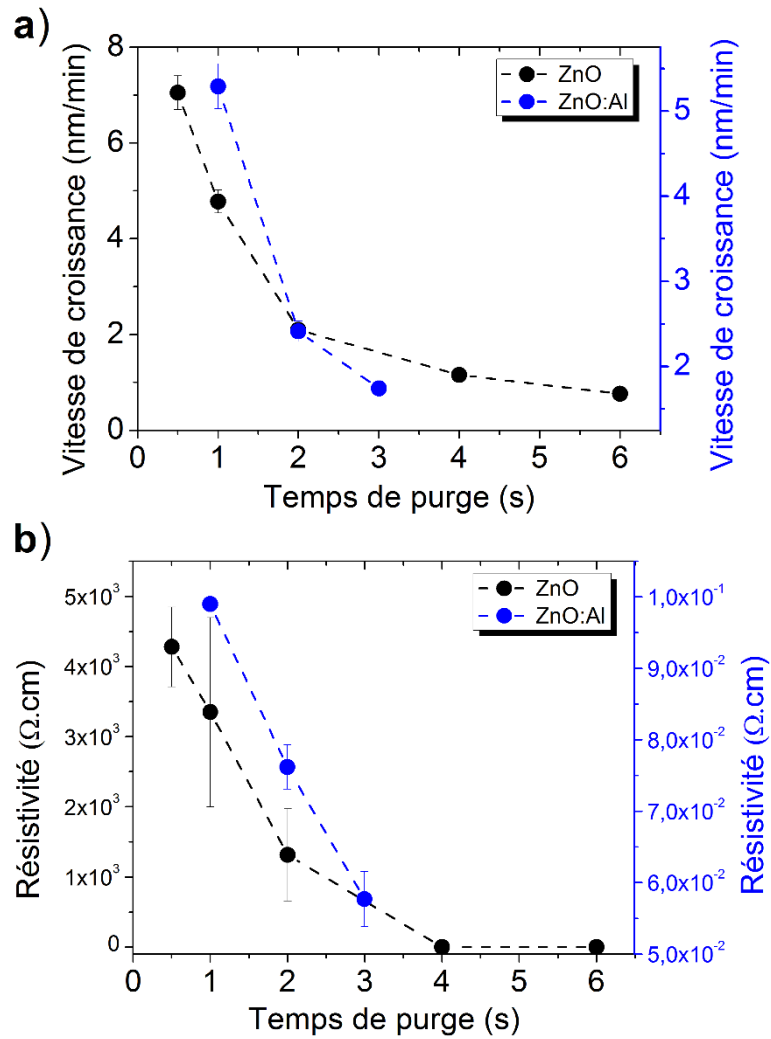 a)
8
6
4
2
0
Vitesse de croissance (nm/min)
ZnO
ZnO:Al
5
4
3
2
Vitesse de croissance (nm/min)
0 1 2 3 4 5 6
Temps de purge (s)
b)
5x10³
4x10³
3x10³
2x10³
1x10³
0
Résistivité (Ω.cm)
ZnO
ZnO:Al
1,0x10⁻¹
9,0x10⁻²
8,0x10⁻²
7,0x10⁻²
6,0x10⁻²
5,0x10⁻²
Résistivité (Ω.cm)
0 1 2 3 4 5 6
Temps de purge (s)